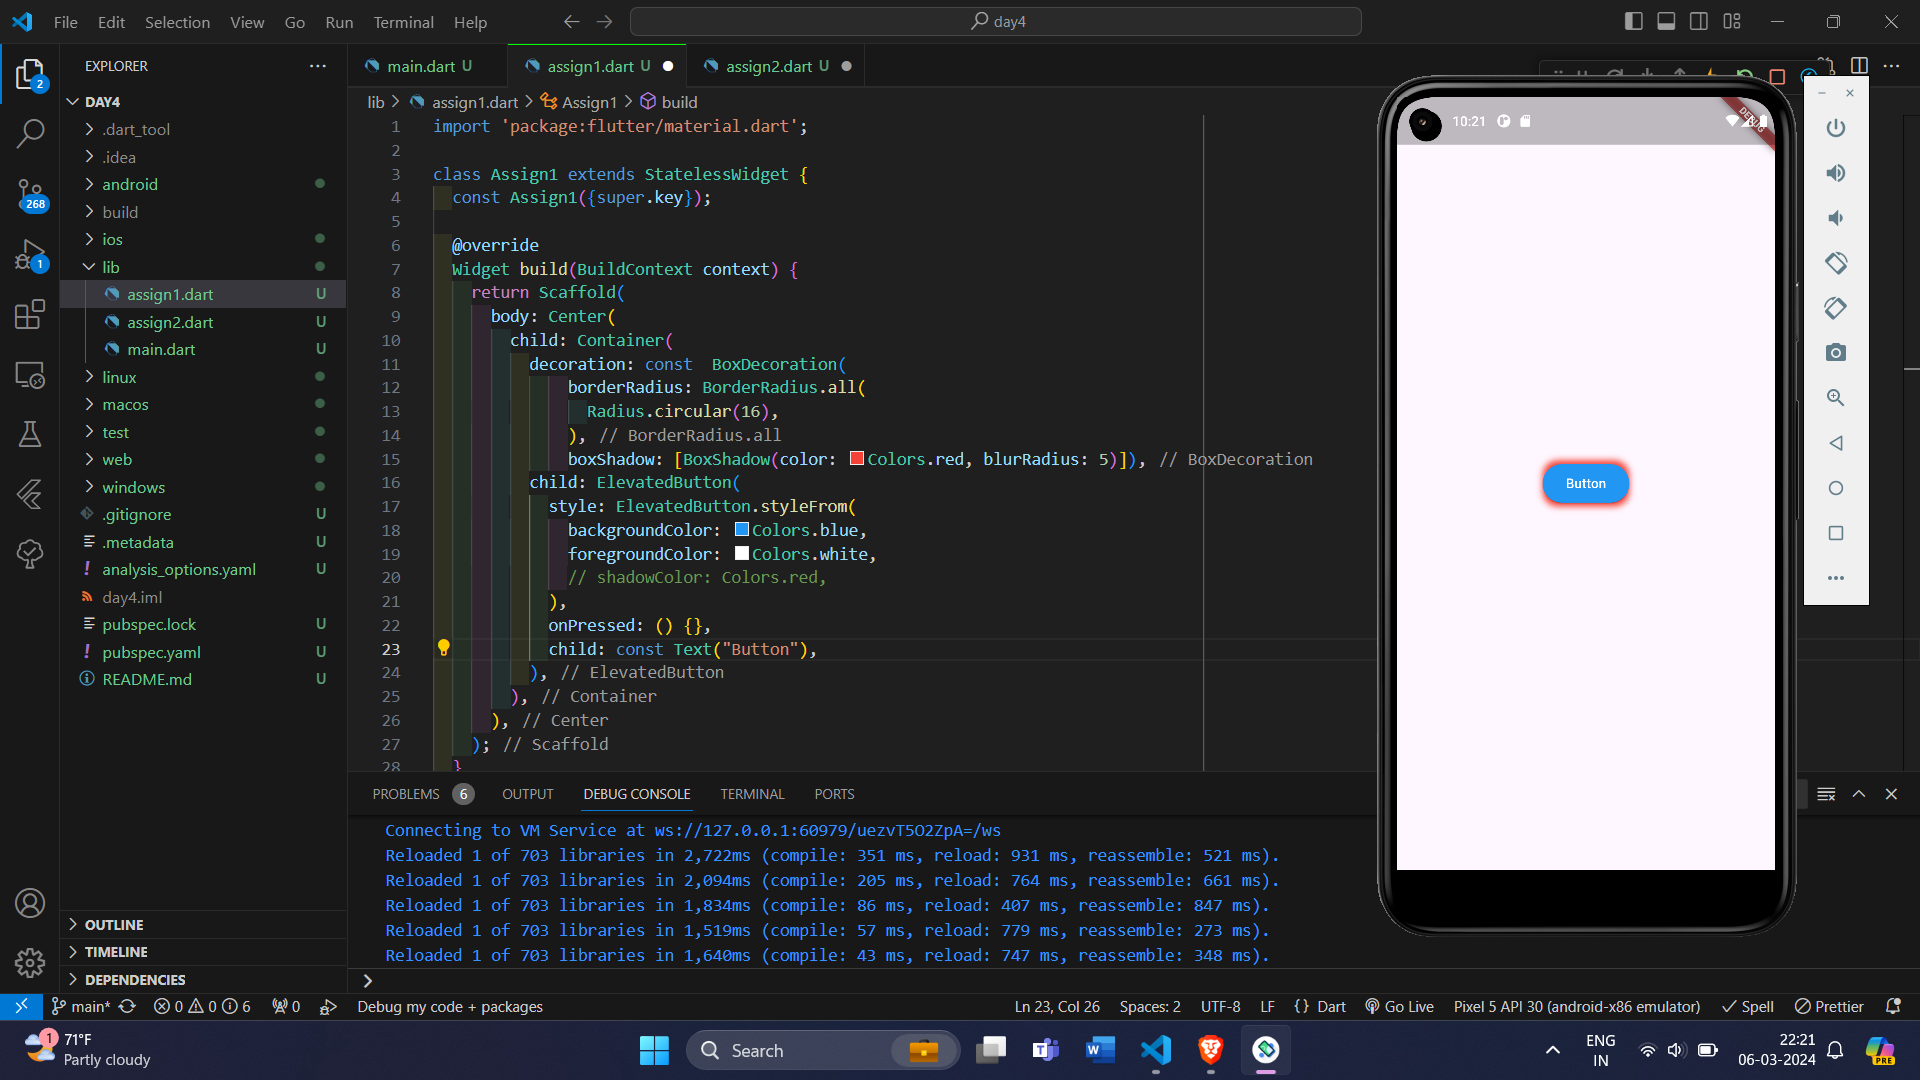 File Edit Selection View Go Run Terminal Help
day4
EXPLORER
DAY4
.dart_tool
.idea
android
build
ios
lib
assign1.dart U
assign2.dart U
main.dart U
linux
macos
test
web
windows
.gitignore U
.metadata U
analysis_options.yaml U
day4.iml
pubspec.lock U
pubspec.yaml U
README.md U
OUTLINE
TIMELINE
DEPENDENCIES
2
268
1
main.dart U
assign1.dart U
assign2.dart U
lib > assign1.dart > Assign1 > build
1 import 'package:flutter/material.dart';
2
3 class Assign1 extends StatelessWidget {
4 const Assign1({super.key});
5
6 @override
7 Widget build(BuildContext context) {
8 return Scaffold(
9 body: Center(
10 child: Container(
11 decoration: const  BoxDecoration(
12 borderRadius: BorderRadius.all(
13 Radius.circular(16),
14 ), // BorderRadius.all
15 boxShadow: [BoxShadow(color: Colors.red, blurRadius: 5)]), // BoxDecoration
16 child: ElevatedButton(
17 style: ElevatedButton.styleFrom(
18 backgroundColor: Colors.blue,
19 foregroundColor: Colors.white,
20 // shadowColor: Colors.red,
21 ),
22 onPressed: () {},
23 child: const Text("Button"),
24 ), // ElevatedButton
25 ), // Container
26 ), // Center
27 ); // Scaffold
28 }
10:21
DEBUG
Button
PROBLEMS 6 OUTPUT DEBUG CONSOLE TERMINAL PORTS
Connecting to VM Service at ws://127.0.0.1:60979/uezvT5O2ZpA=/ws
Reloaded 1 of 703 libraries in 2,722ms (compile: 351 ms, reload: 931 ms, reassemble: 521 ms).
Reloaded 1 of 703 libraries in 2,094ms (compile: 205 ms, reload: 764 ms, reassemble: 661 ms).
Reloaded 1 of 703 libraries in 1,834ms (compile: 86 ms, reload: 407 ms, reassemble: 847 ms).
Reloaded 1 of 703 libraries in 1,519ms (compile: 57 ms, reload: 779 ms, reassemble: 273 ms).
Reloaded 1 of 703 libraries in 1,640ms (compile: 43 ms, reload: 747 ms, reassemble: 348 ms).
>
main* 0 0 6 0 Debug my code + packages Ln 23, Col 26 Spaces: 2 UTF-8 LF {} Dart Go Live Pixel 5 API 30 (android-x86 emulator) Spell Prettier
1
71°F
Partly cloudy
Search
ENG
IN
22:21
06-03-2024
PRE